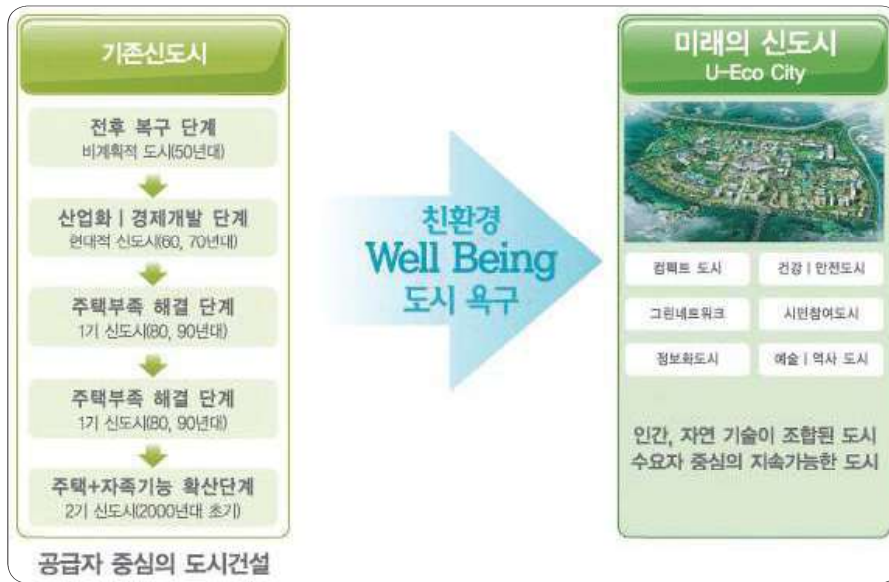 기존신도시
전후 복구 단계
비계획적 도시(50년대)
산업화 | 경제개발 단계
현대적 신도시(60, 70년대)
주택부족 해결 단계
1기 신도시(80, 90년대)
주택부족 해결 단계
1기 신도시(80, 90년대)
주택+자족기능 확산단계
2기 신도시(2000년대 초기)
공급자 중심의 도시건설
친환경
Well Being
도시 욕구
미래의 신도시
U-Eco City
컴팩트 도시
건강 | 안전도시
그린네트워크
시민참여도시
정보화도시
예술 | 역사 도시
인간, 자연 기술이 조합된 도시
수요자 중심의 지속가능한 도시